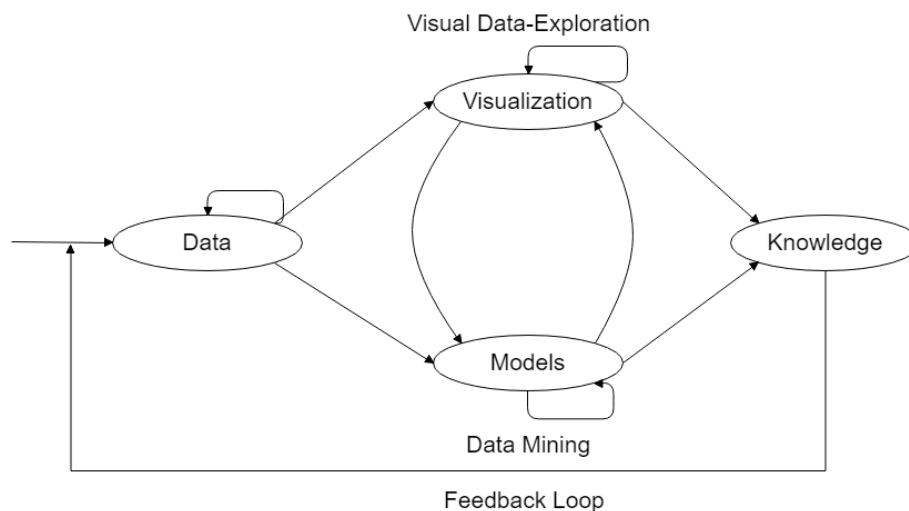 Visual Data-Exploration
Visualization
Data
Knowledge
Models
Data Mining
Feedback Loop